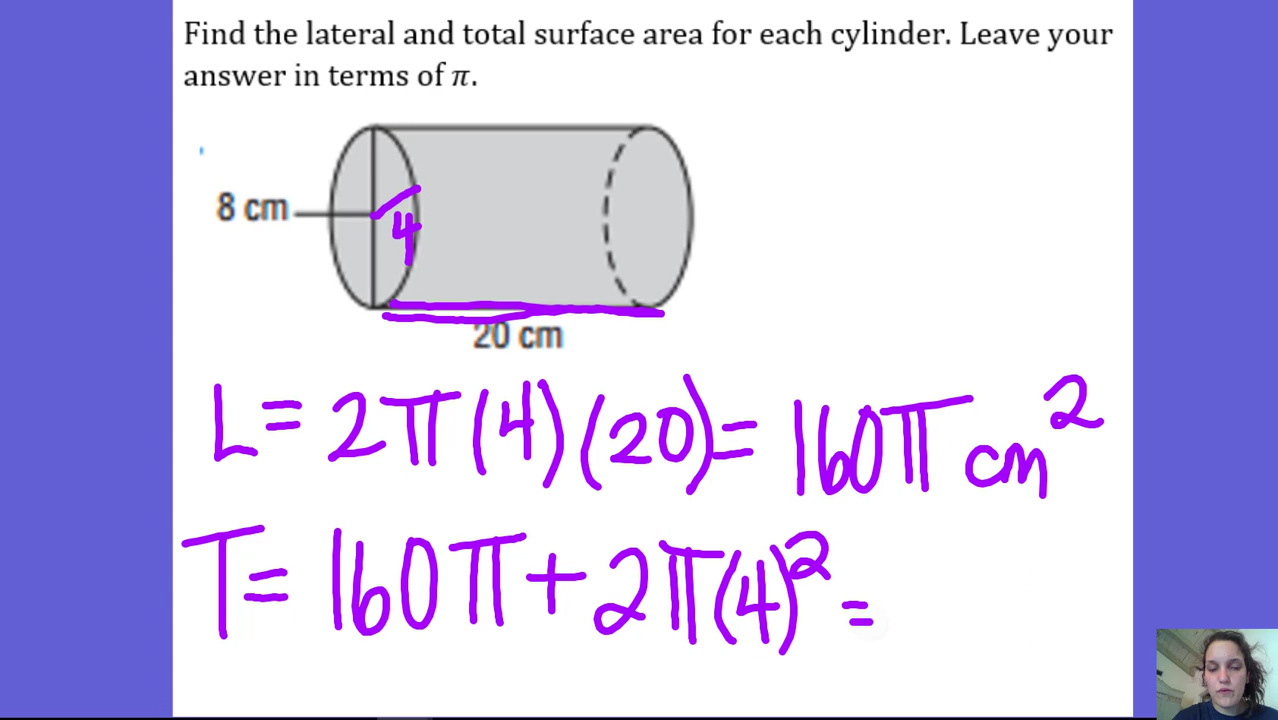 Find the lateral and total surface area for each cylinder. Leave your
answer in terms of π.
8 cm
4
20 cm
L = 2π(4)(20) = 160π cm²
T = 160π + 2π(4)² =